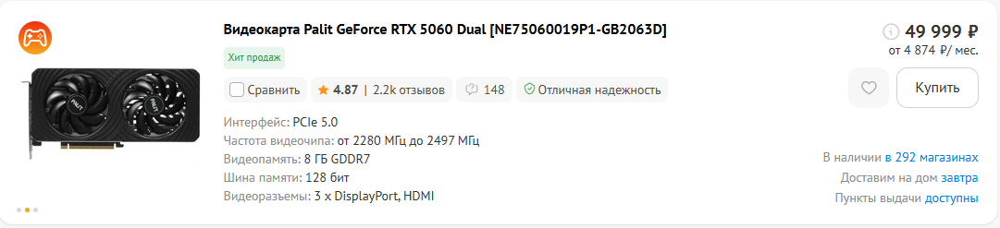 Видеокарта Palit GeForce RTX 5060 Dual [NE75060019P1-GB2063D]
Хит продаж
Сравнить
4.87 | 2.2k отзывов
148
Отличная надежность
Интерфейс: PCIe 5.0
Частота видеочипа: от 2280 МГц до 2497 МГц
Видеопамять: 8 ГБ GDDR7
Шина памяти: 128 бит
Видеоразъемы: 3 x DisplayPort, HDMI
49 999 ₽
от 4 874 ₽/ мес.
Купить
В наличии в 292 магазинах
Доставим на дом завтра
Пункты выдачи доступны
PALIT
PALIT